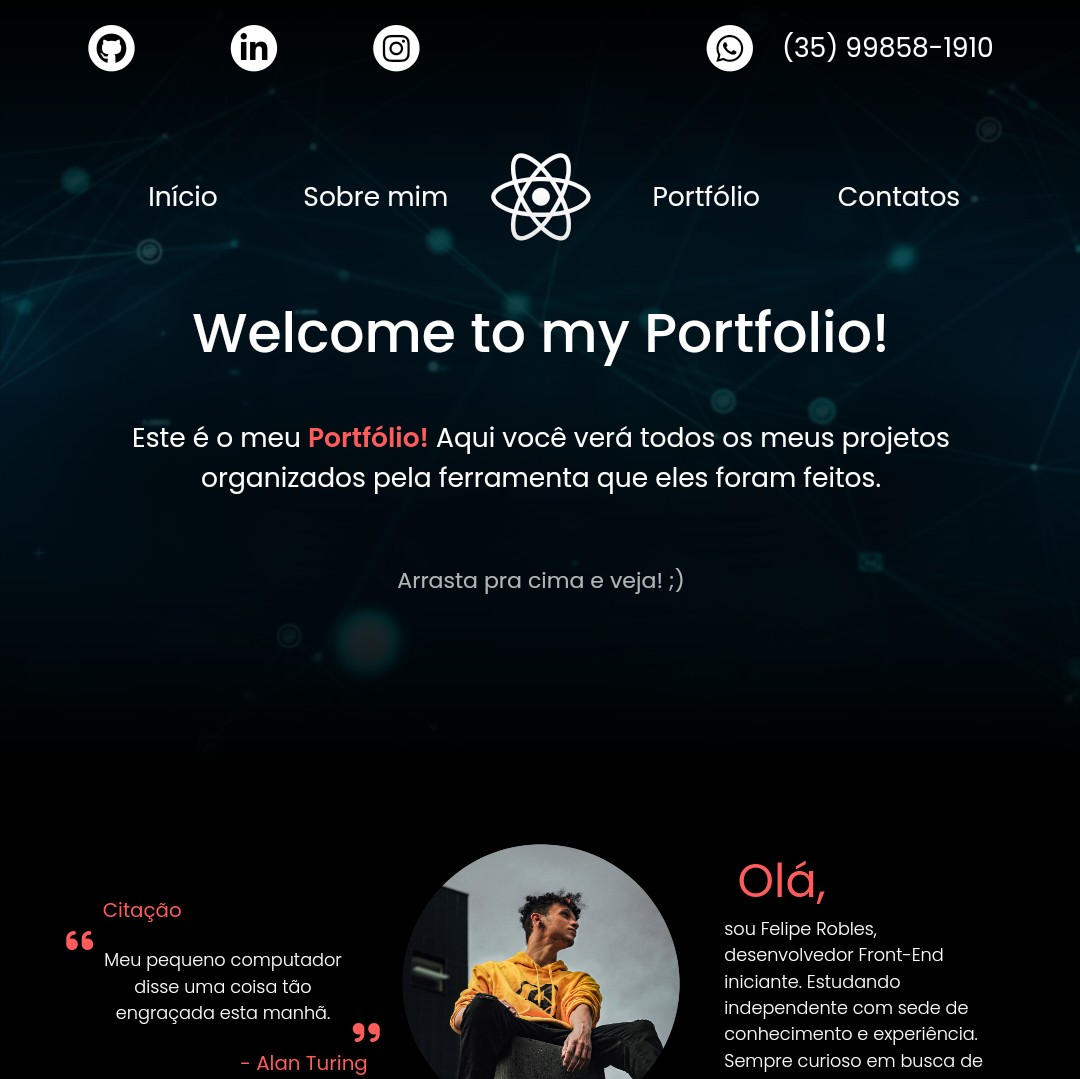 (35) 99858-1910
Início
Sobre mim
Portfólio
Contatos
Welcome to my Portfolio!
Este é o meu Portfólio! Aqui você verá todos os meus projetos
organizados pela ferramenta que eles foram feitos.
Arrasta pra cima e veja! ;)
Citação
“
Meu pequeno computador
disse uma coisa tão
engraçada esta manhã.
”
- Alan Turing
Olá,
sou Felipe Robles,
desenvolvedor Front-End
iniciante. Estudando
independente com sede de
conhecimento e experiência.
Sempre curioso em busca de